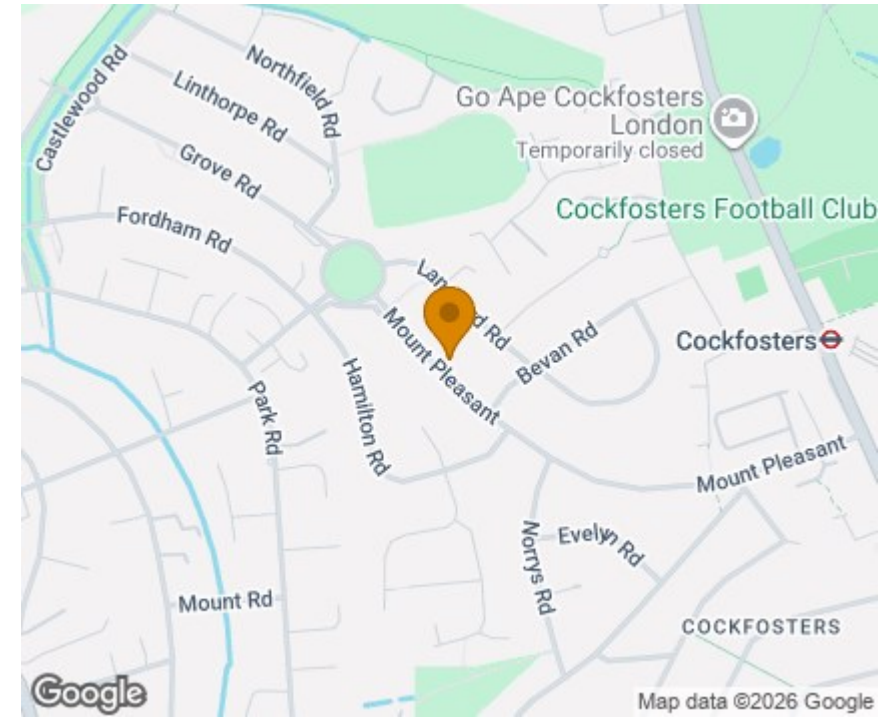 Northfield Rd
Castlewood Rd
Linthorpe Rd
Go Ape Cockfosters
London
Temporarily closed
Grove Rd
Cockfosters Football Club
Fordham Rd
Mount Pleasant
Bevan Rd
Cockfosters
Hamilton Rd
Park Rd
Mount Pleasant
Norrys Rd
Evelyn Rd
Mount Rd
COCKFOSTERS
Google
Map data ©2026 Google